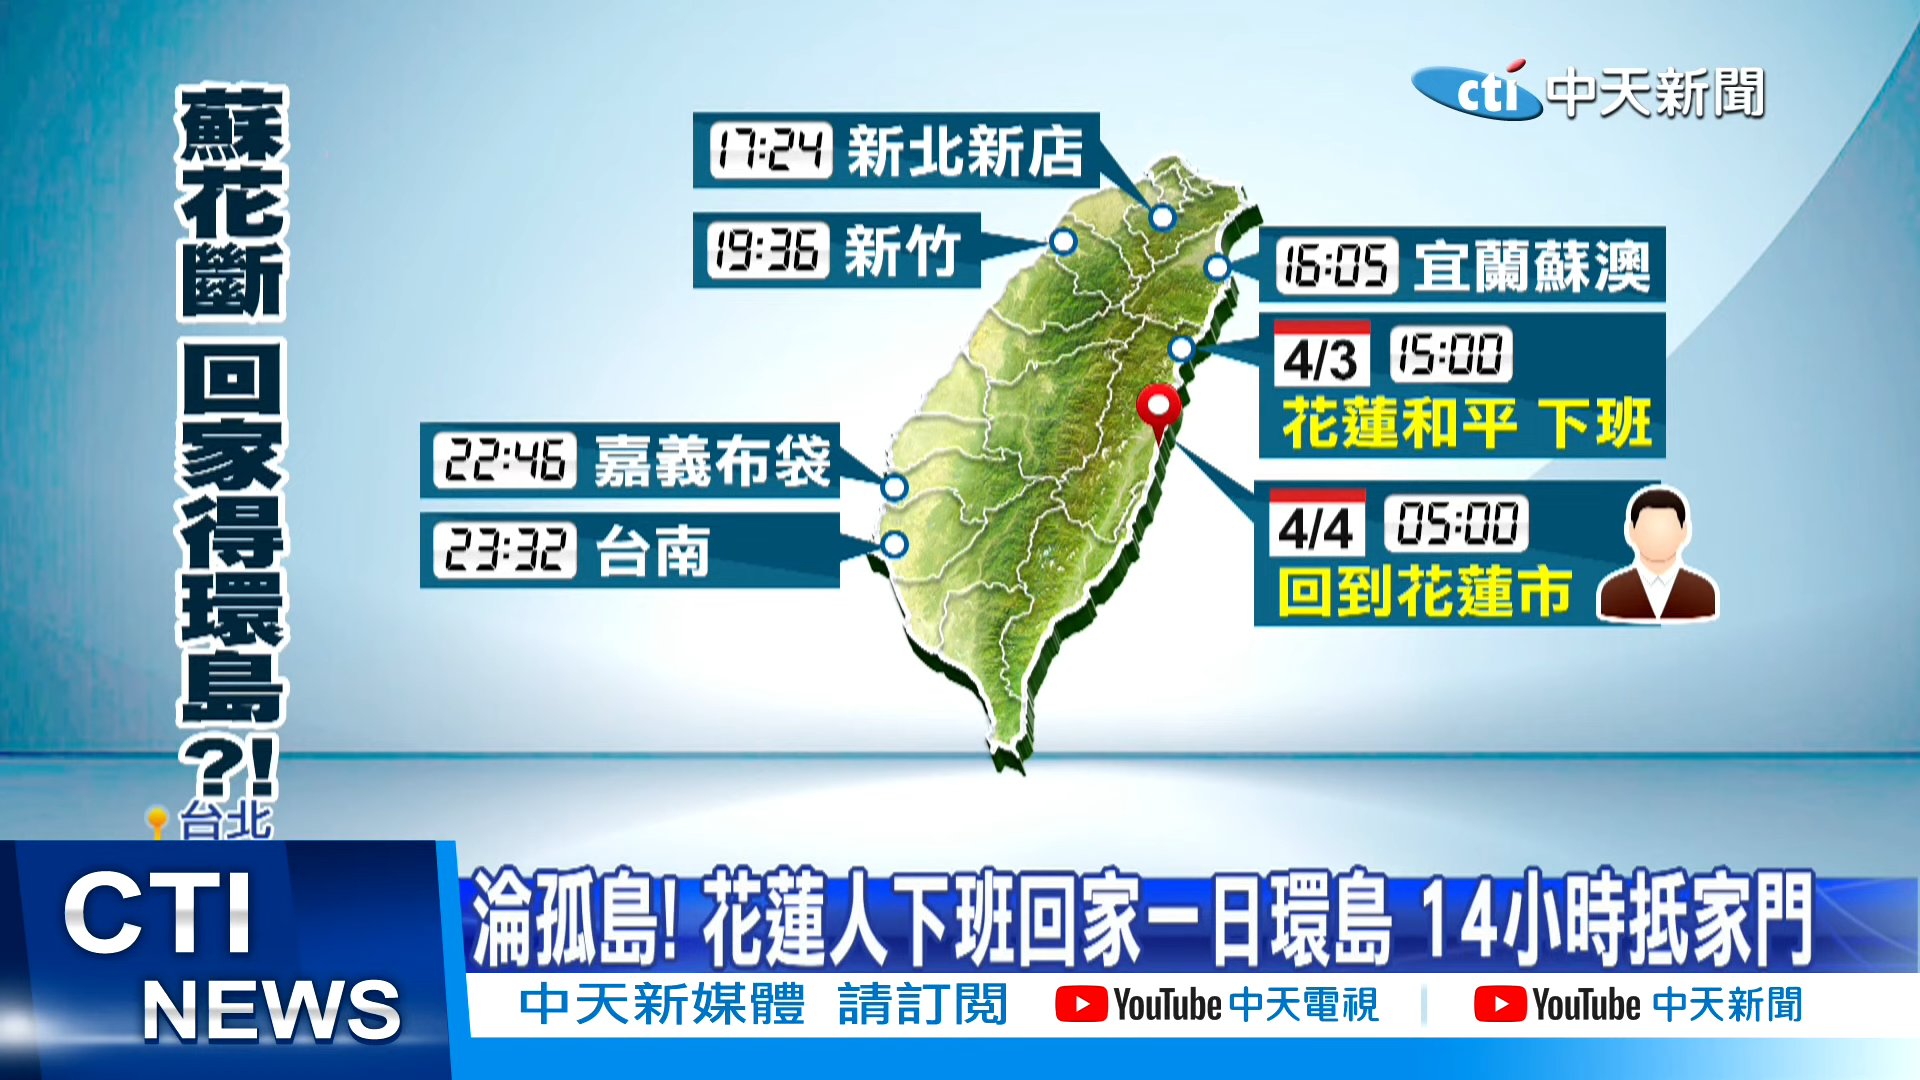 蘇花斷 回家得環島?!
cti 中天新聞
17:24 新北新店
19:36 新竹
16:05 宜蘭蘇澳
4/3 15:00
花蓮和平 下班
22:46 嘉義布袋
23:32 台南
4/4 05:00
回到花蓮市
台北
CTI
NEWS
淪孤島! 花蓮人下班回家一日環島 14小時抵家門
中天新媒體 請訂閱 YouTube 中天電視 | YouTube 中天新聞